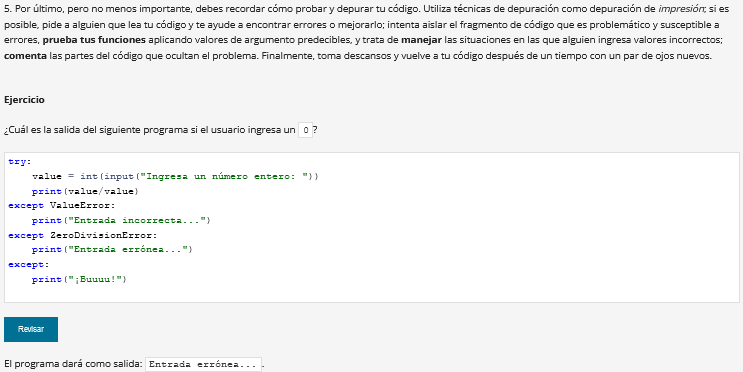 5. Por último, pero no menos importante, debes recordar cómo probar y depurar tu código. Utiliza técnicas de depuración como depuración de impresión; si es
posible, pide a alguien que lea tu código y te ayude a encontrar errores o mejorarlo; intenta aislar el fragmento de código que es problemático y susceptible a
errores, prueba tus funciones aplicando valores de argumento predecibles, y trata de manejar las situaciones en las que alguien ingresa valores incorrectos;
comenta las partes del código que ocultan el problema. Finalmente, toma descansos y vuelve a tu código después de un tiempo con un par de ojos nuevos.
Ejercicio
¿Cuál es la salida del siguiente programa si el usuario ingresa un 0?
try:
    value = int(input("Ingresa un número entero: "))
    print(value/value)
except ValueError:
    print("Entrada incorrecta...")
except ZeroDivisionError:
    print("Entrada errónea...")
except:
    print("¡Buuuu!")
Revisar
El programa dará como salida: Entrada errónea... .